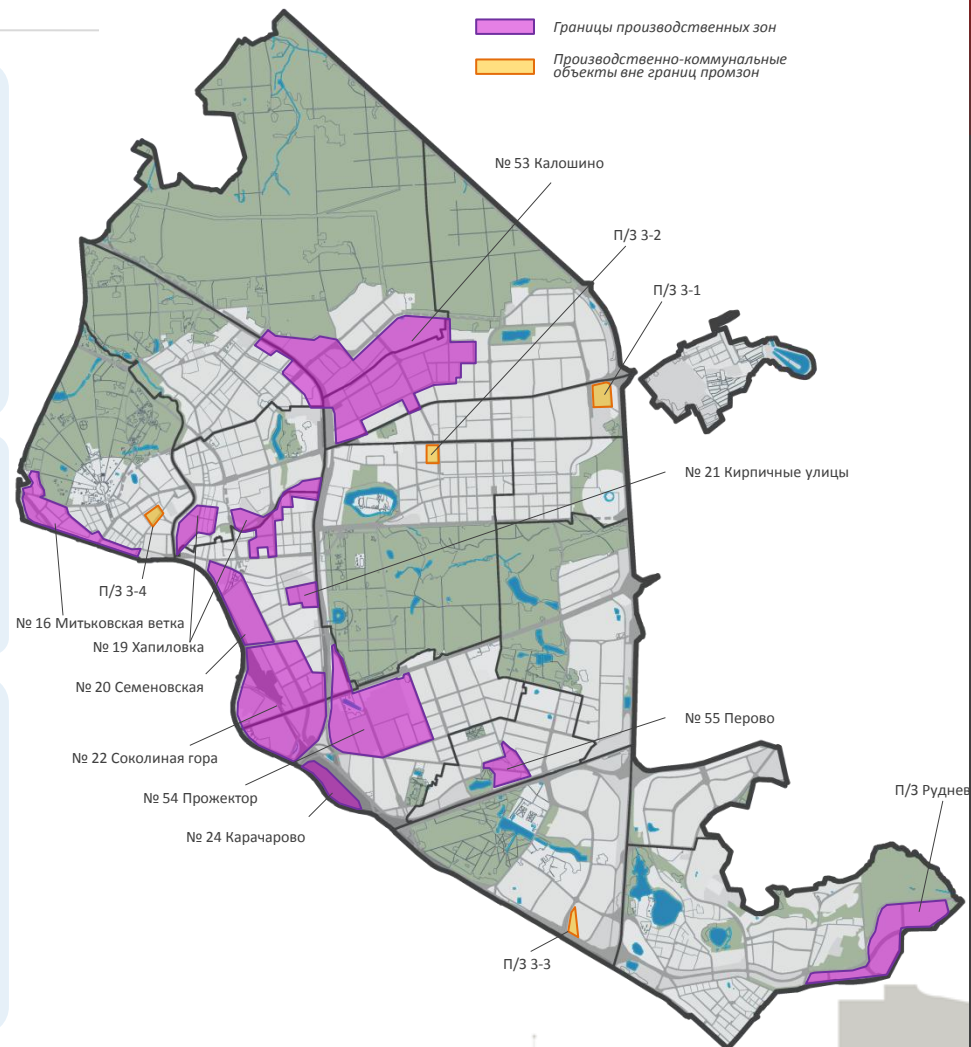 Границы производственных зон
Производственно-коммунальные
объекты вне границ промзон
№ 53 Калошино
П/З 3-2
П/З 3-1
№ 21 Кирпичные улицы
П/З 3-4
№ 16 Митьковская ветка
№ 19 Хапиловка
№ 20 Семеновская
№ 55 Перово
№ 22 Соколиная гора
П/З Руднев
№ 54 Прожектор
№ 24 Карачарово
П/З 3-3